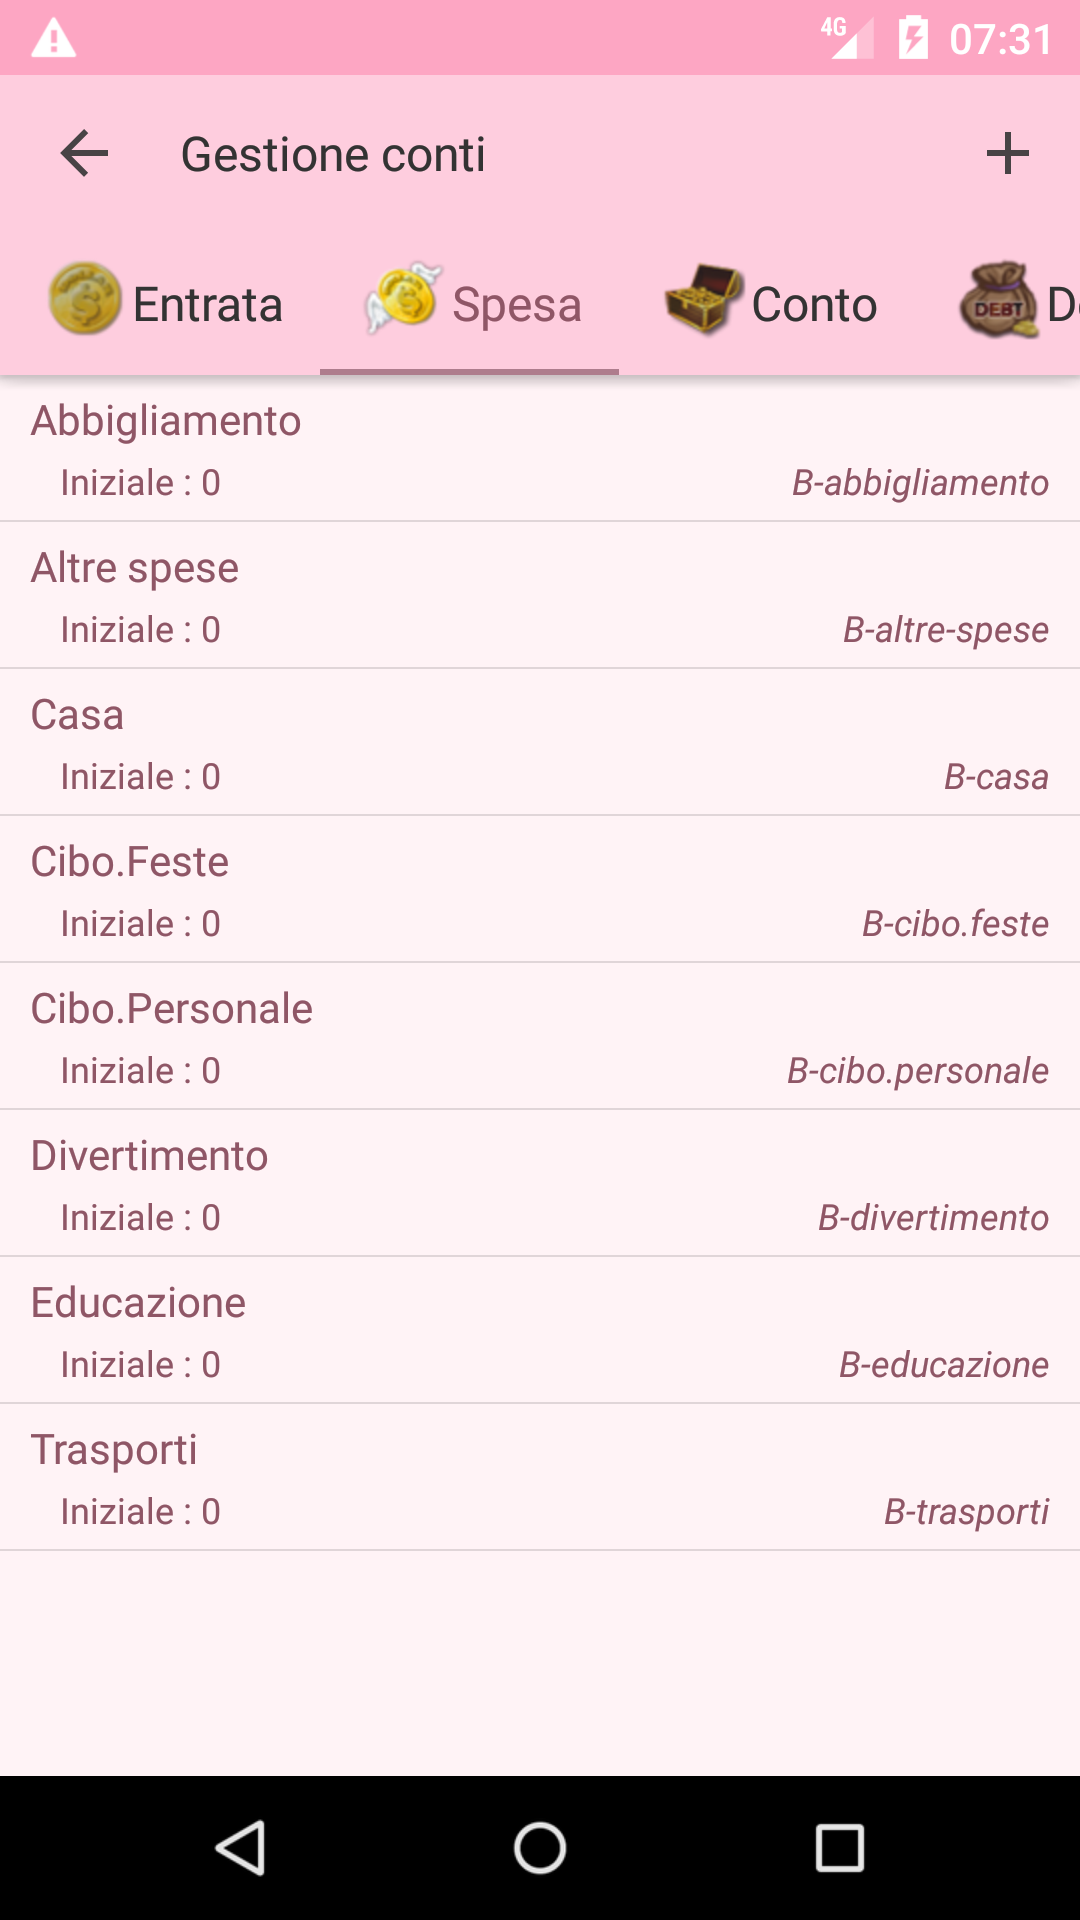 4G 07:31
Gestione conti
Entrata Spesa Conto DEBT
Abbigliamento
Iniziale : 0 B-abbigliamento
Altre spese
Iniziale : 0 B-altre-spese
Casa
Iniziale : 0 B-casa
Cibo.Feste
Iniziale : 0 B-cibo.feste
Cibo.Personale
Iniziale : 0 B-cibo.personale
Divertimento
Iniziale : 0 B-divertimento
Educazione
Iniziale : 0 B-educazione
Trasporti
Iniziale : 0 B-trasporti